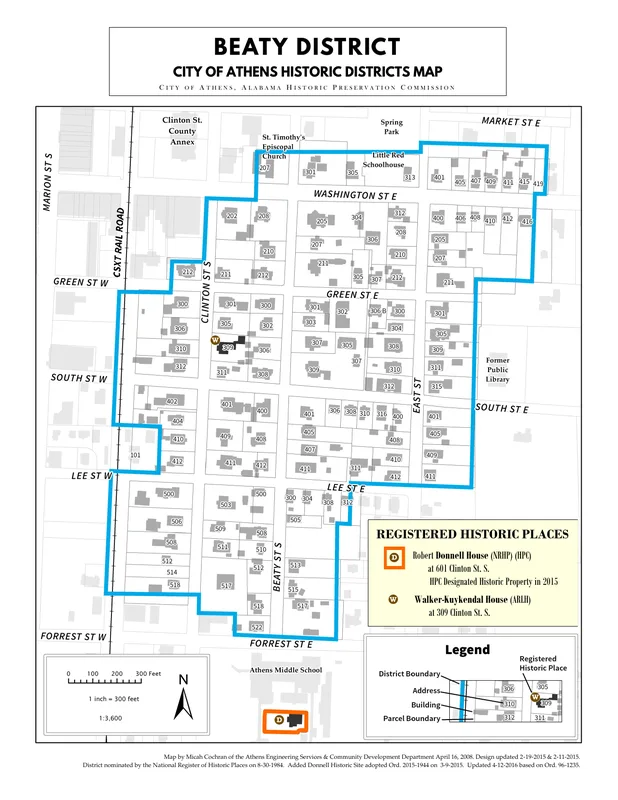 BEATY DISTRICT
CITY OF ATHENS HISTORIC DISTRICTS MAP
CITY OF ATHENS, ALABAMA HISTORIC PRESERVATION COMMISSION
MARKET ST E
Clinton St.
County
Annex
Spring
Park
St. Timothy's
Episcopal
Church
Little Red
Schoolhouse
207 301 305 313 401 405 407 409 411 415 419
MARION ST S
WASHINGTON ST E
CSXT RAIL ROAD
202 208 205 304 312 400 406 408 410 412 416
210 207 306 208 205
211 210 207
CLINTON ST S
212 211 212 305 307 212 211
GREEN ST W
GREEN ST E
300 301 300 301 302 306 B 300 301
306 305 302 303 304 305
W
310 309 306 307 305 308 309
312 311 308 309 307 310 311
312 315
Former
Public
Library
SOUTH ST W
EAST ST
SOUTH ST E
402 401 400 401 306 308 310 316 400 401
404 405 405
410 409 408 407 408
101 412 411 412 411 311 410 409
412 411
LEE ST W
LEE ST E
500 503 500 300 304 308 312
506 509 508 505
508 511 510
512
514
518 517 518 513
515
517
522
BEATY ST S
FORREST ST W
FORREST ST E
Athens Middle School
D
REGISTERED HISTORIC PLACES
D Robert Donnell House (NRHP) (HPC)
at 601 Clinton St. S.
HPC Designated Historic Property in 2015
W Walker-Kuykendal House (ARLH)
at 309 Clinton St. S.
Legend
Registered
Historic Place
District Boundary
Address
Building
Parcel Boundary
306 305
W
310 309
312 311
0 100 200 300 Feet
1 inch = 300 feet
1:3,600
N
Map by Micah Cochran of the Athens Engineering Services & Community Development Department April 16, 2008. Design updated 2-19-2015 & 2-11-2015.
District nominated by the National Register of Historic Places on 8-30-1984. Added Donnell Historic Site adopted Ord. 2015-1944 on 3-9-2015. Updated 4-12-2016 based on Ord. 96-1235.